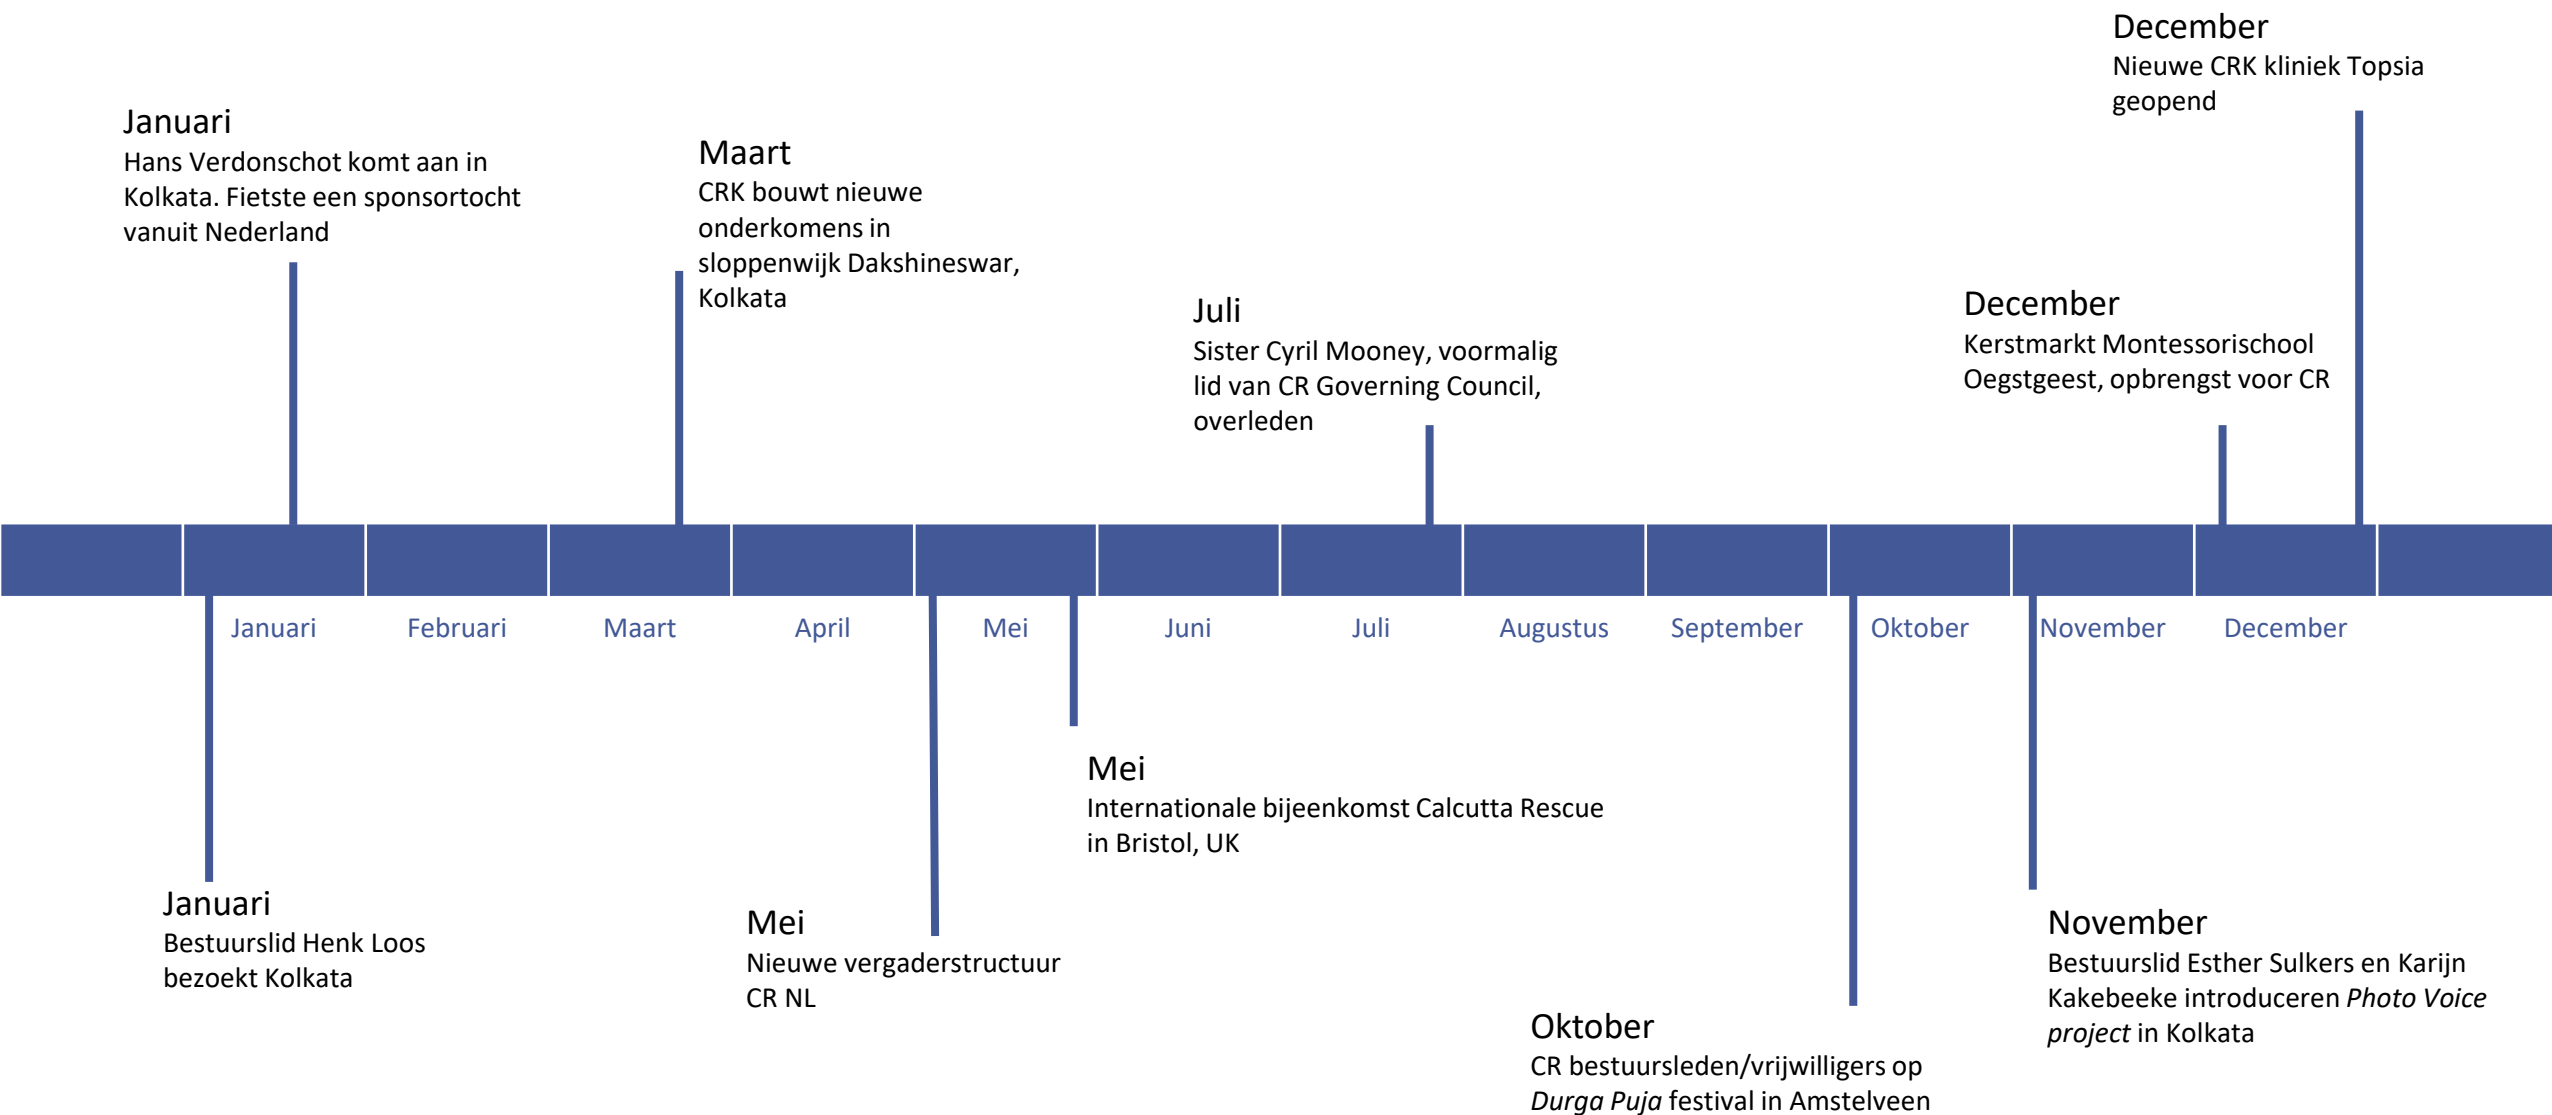 Januari
Hans Verdonschot komt aan in
Kolkata. Fietste een sponsortocht
vanuit Nederland
Maart
CRK bouwt nieuwe
onderkomens in
sloppenwijk Dakshineswar,
Kolkata
Juli
Sister Cyril Mooney, voormalig
lid van CR Governing Council,
overleden
December
Kerstmarkt Montessorischool
Oegstgeest, opbrengst voor CR
December
Nieuwe CRK kliniek Topsia
geopend
Januari
Februari
Maart
April
Mei
Juni
Juli
Augustus
September
Oktober
November
December
Januari
Bestuurslid Henk Loos
bezoekt Kolkata
Mei
Nieuwe vergaderstructuur
CR NL
Mei
Internationale bijeenkomst Calcutta Rescue
in Bristol, UK
Oktober
CR bestuursleden/vrijwilligers op
Durga Puja festival in Amstelveen
November
Bestuurslid Esther Sulkers en Karijn
Kakebeeke introduceren Photo Voice
project in Kolkata